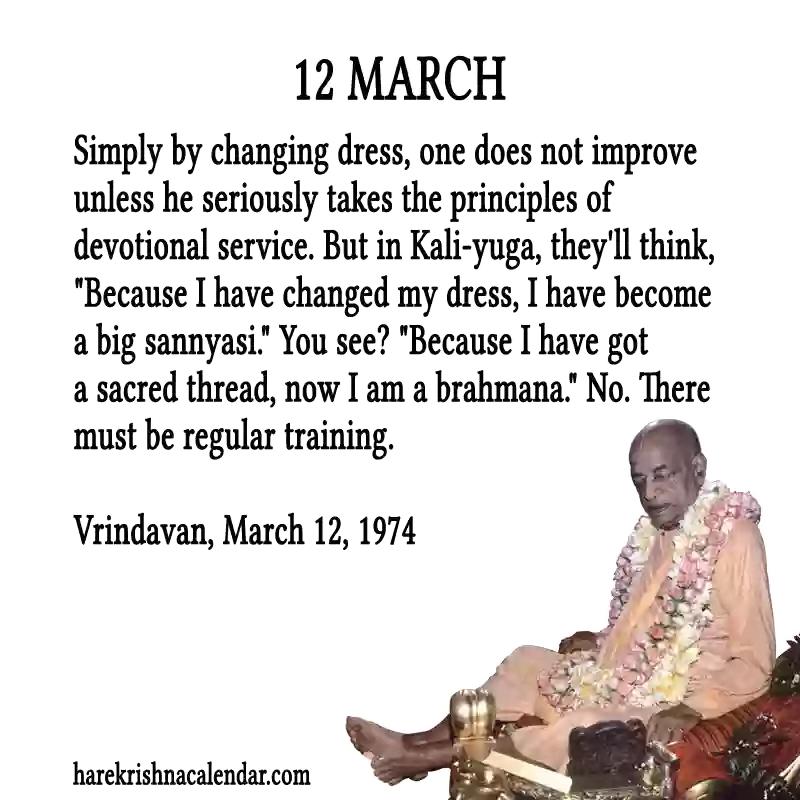 12 MARCH
Simply by changing dress, one does not improve
unless he seriously takes the principles of
devotional service. But in Kali-yuga, they'll think,
"Because I have changed my dress, I have become
a big sannyasi." You see? "Because I have got
a sacred thread, now I am a brahmana." No. There
must be regular training.
Vrindavan, March 12, 1974
harekrishnacalendar.com